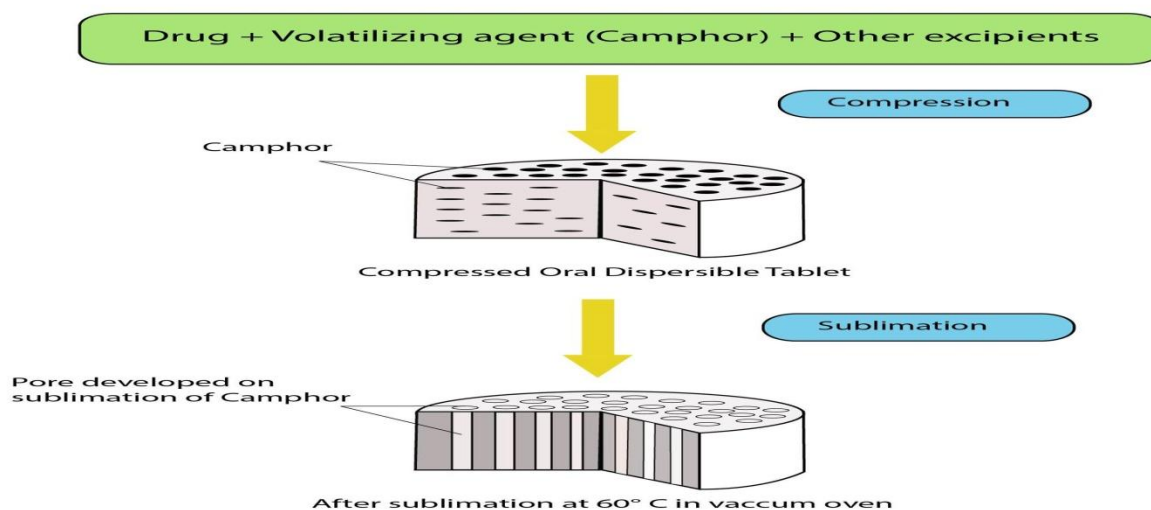 Drug + Volatilizing agent (Camphor) + Other excipients
Compression
Camphor
Compressed Oral Dispersible Tablet
Sublimation
Pore developed on
sublimation of Camphor
After sublimation at 60° C in vaccum oven